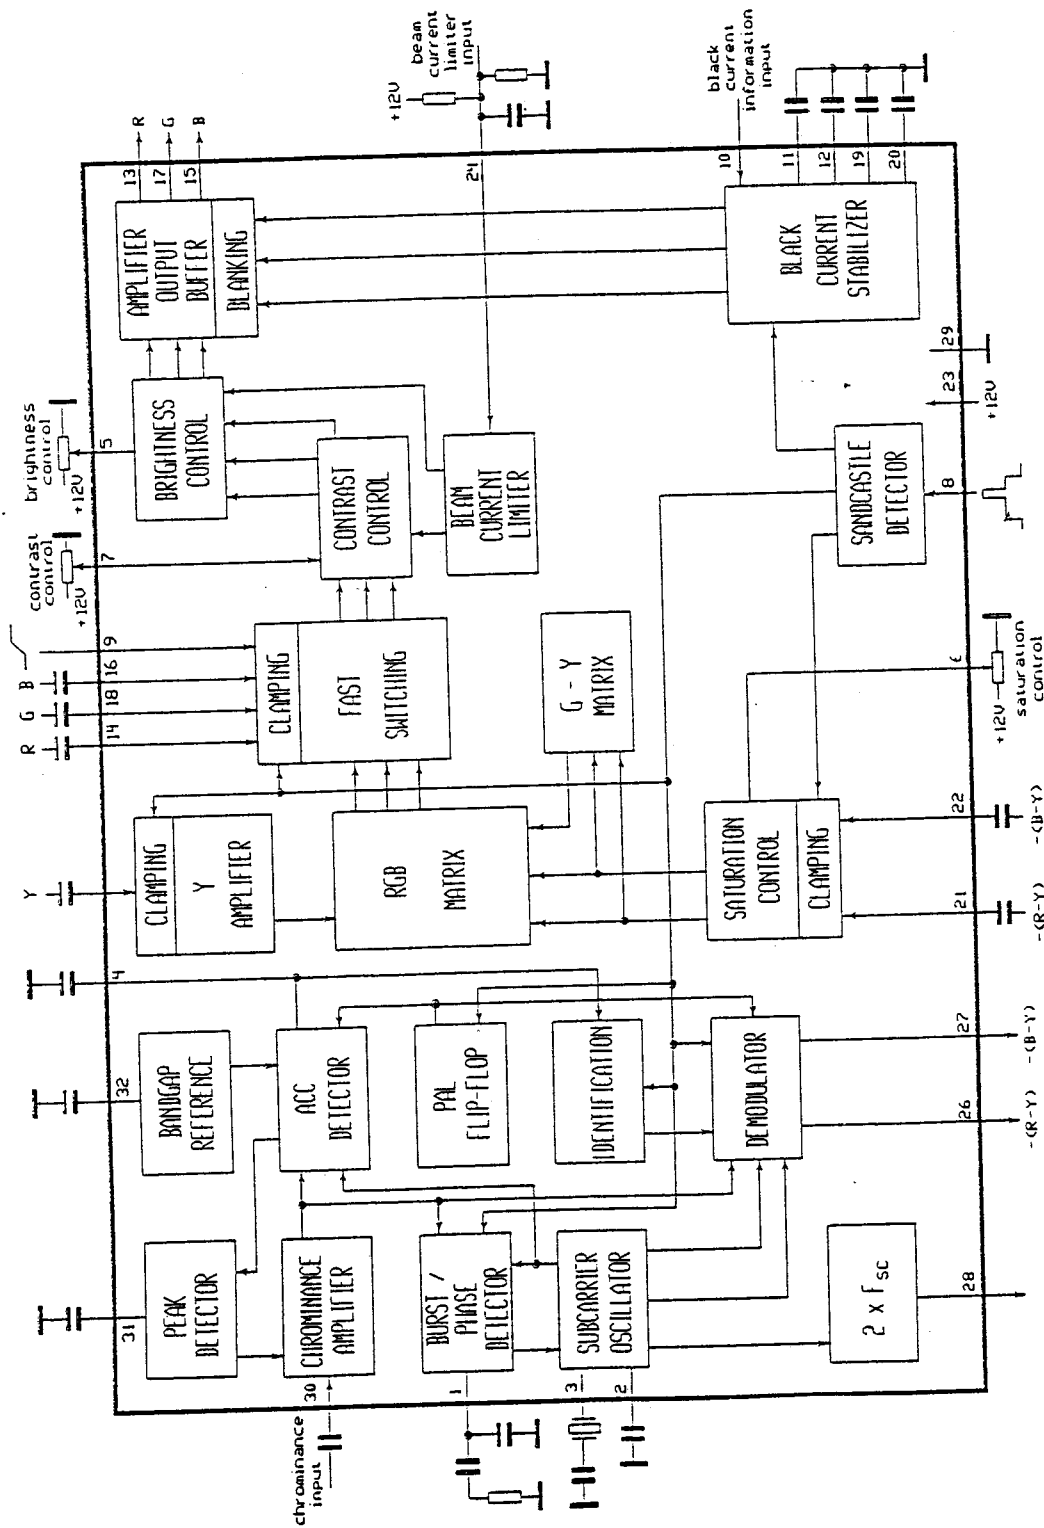 chrominance
input
30
1
3
2
31
PEAK
DETECTOR
CHROMINANCE
AMPLIFIER
BURST /
PHASE
DETECTOR
SUBCARRIER
OSCILLATOR
2 x Fsc
28
32
BANDGAP
REFERENCE
ACC
DETECTOR
PAL
FLIP-FLOP
IDENTIFICATION
DEMODULATOR
26
-(R-Y)
27
-(B-Y)
4
Y
CLAMPING
Y
AMPLIFIER
RGB
MATRIX
G - Y
MATRIX
SATURATION
CONTROL
CLAMPING
21
-(R-Y)
22
-(B-Y)
R
G
B
14
18
16
9
CLAMPING
FAST
SWITCHING
+12V
saturation
control
contrast
control
+12V
7
CONTRAST
CONTROL
BEAM
CURRENT
LIMITER
SANDCASTLE
DETECTOR
8
brightness
control
+12V
5
BRIGHTNESS
CONTROL
23
+12V
29
AMPLIFIER
OUTPUT
BUFFER
BLANKING
BLACK
CURRENT
STABILIZER
13
17
15
R
G
B
24
+12V
beam
current
limiter
input
10
black
current
information
input
11
12
19
20